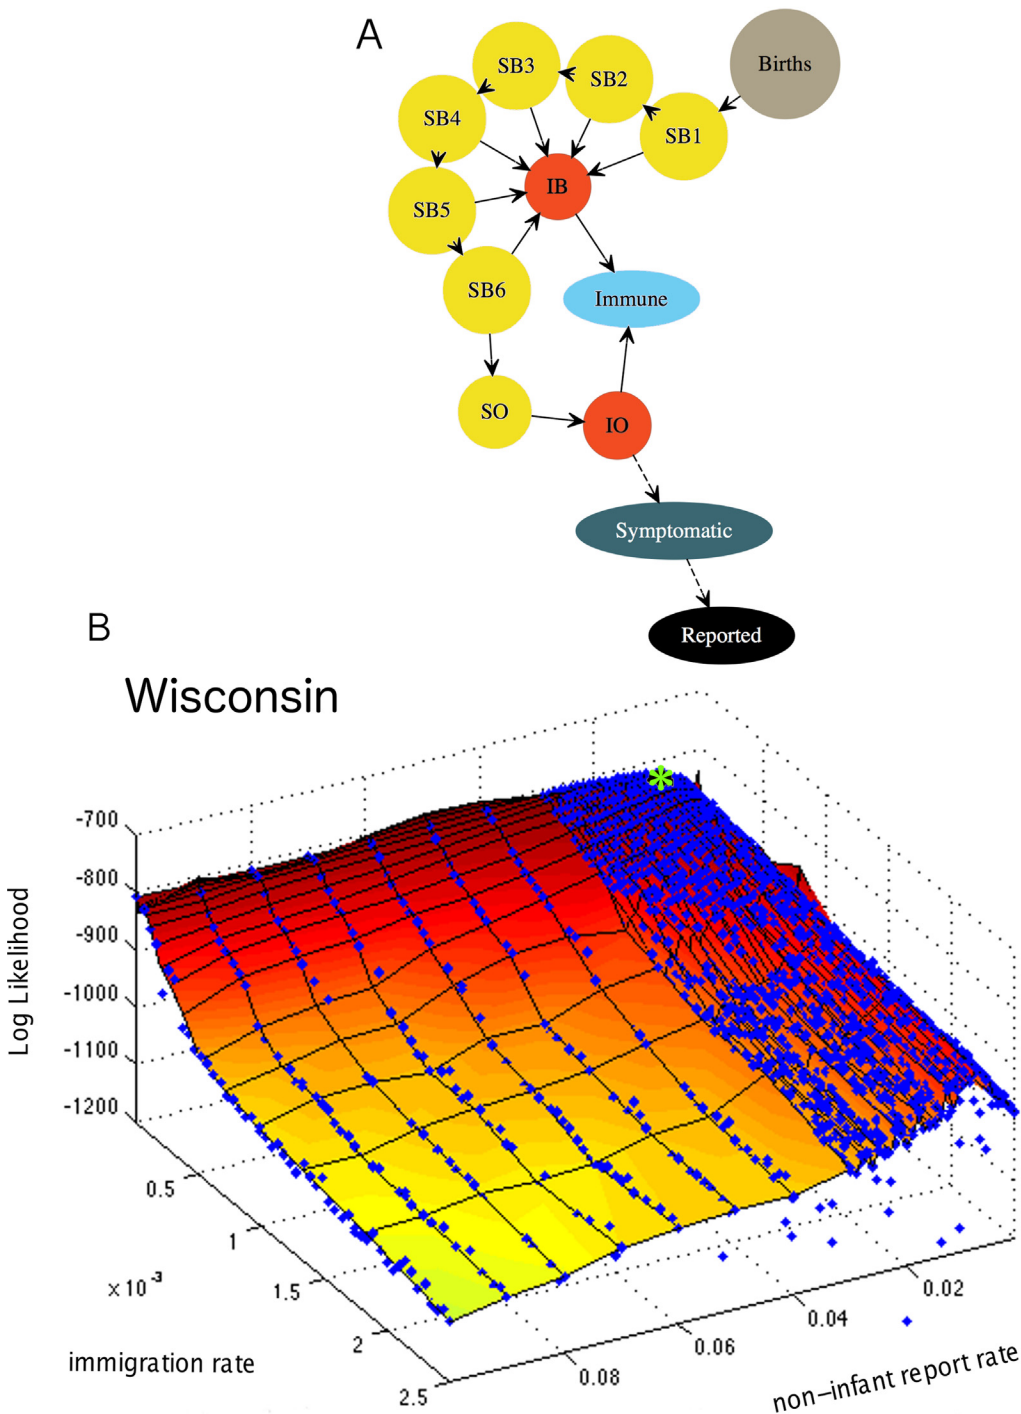 A
Births
SB3
SB2
SB4
SB1
IB
SB5
SB6
Immune
SO
IO
Symptomatic
Reported
B
Wisconsin
Log Likelihood
-700
-800
-900
-1000
-1100
-1200
0.5
1
1.5
2
2.5
×10⁻³
immigration rate
0.02
0.04
0.06
0.08
non-infant report rate